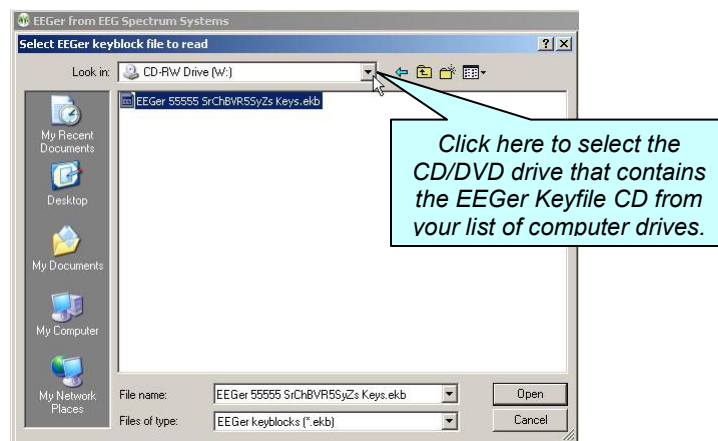 EEGer from EEG Spectrum Systems
Select EEGer keyblock file to read
Look in:
CD-RW Drive (W:)
EEGer 55555 SrChBVR5SyZs Keys.ekb
Click here to select the
CD/DVD drive that contains
the EEGer Keyfile CD from
your list of computer drives.
My Recent
Documents
Desktop
My Documents
My Computer
My Network
Places
File name:
EEGer 55555 SrChBVR5SyZs Keys.ekb
Open
Files of type:
EEGer keyblocks (*.ekb)
Cancel